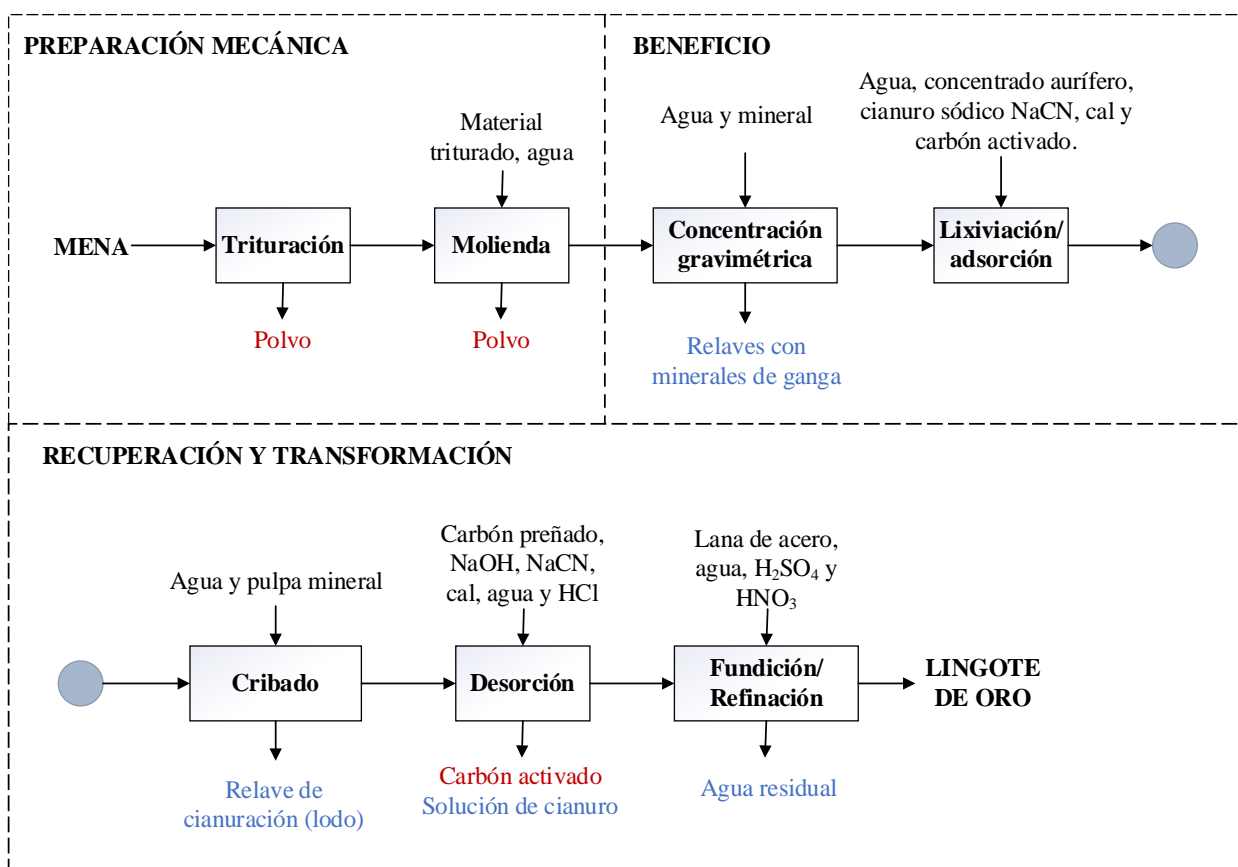 PREPARACIÓN MECÁNICA
Material
triturado, agua
MENA
Trituración
Molienda
Polvo
Polvo
BENEFICIO
Agua y mineral
Agua, concentrado aurífero,
cianuro sódico NaCN, cal y
carbón activado.
Concentración
gravimétrica
Lixiviación/
adsorción
Relaves con
minerales de ganga
RECUPERACIÓN Y TRANSFORMACIÓN
Agua y pulpa mineral
Carbón preñado,
NaOH, NaCN,
cal, agua y HCl
Lana de acero,
agua, H₂SO₄ y
HNO₃
Cribado
Desorción
Fundición/
Refinación
LINGOTE
DE ORO
Relave de
cianuración (lodo)
Carbón activado
Solución de cianuro
Agua residual